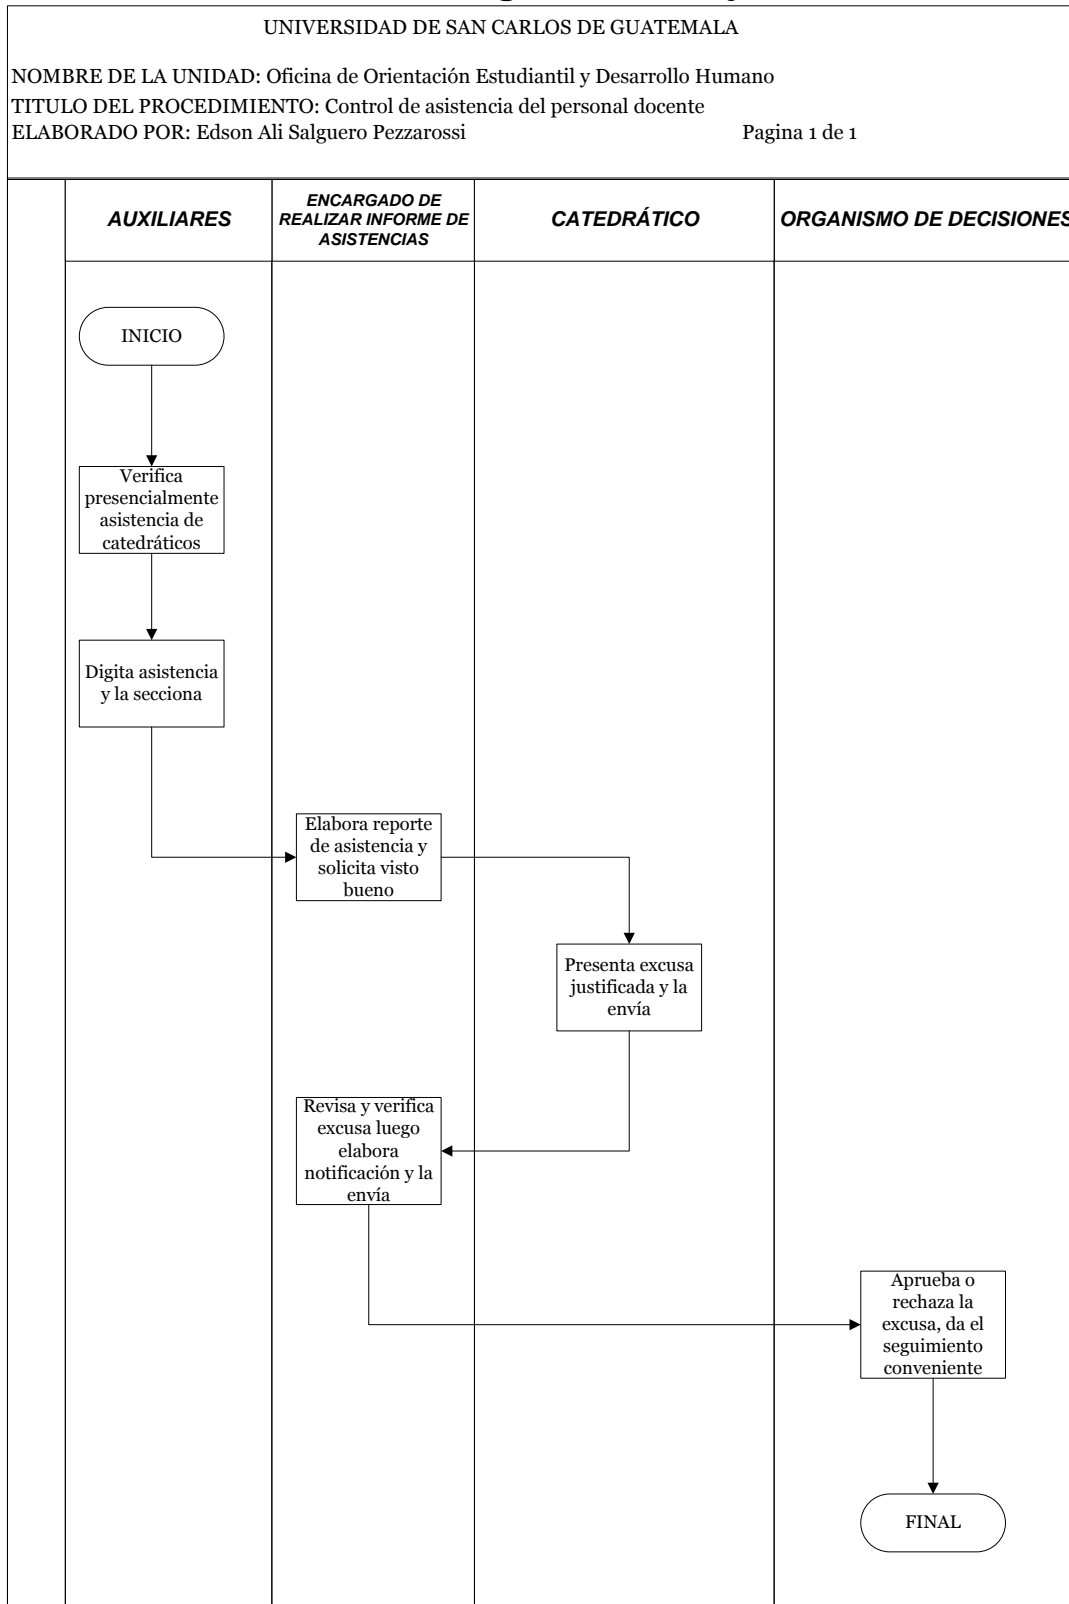 UNIVERSIDAD DE SAN CARLOS DE GUATEMALA
NOMBRE DE LA UNIDAD: Oficina de Orientación Estudiantil y Desarrollo Humano
TITULO DEL PROCEDIMIENTO: Control de asistencia del personal docente
ELABORADO POR: Edson Ali Salguero Pezzarossi Pagina 1 de 1
AUXILIARES
ENCARGADO DE
REALIZAR INFORME DE
ASISTENCIAS
CATEDRÁTICO
ORGANISMO DE DECISIONES
INICIO
Verifica
presencialmente
asistencia de
catedráticos
Digita asistencia
y la secciona
Elabora reporte
de asistencia y
solicita visto
bueno
Presenta excusa
justificada y la
envía
Revisa y verifica
excusa luego
elabora
notificación y la
envía
Aprueba o
rechaza la
excusa, da el
seguimiento
conveniente
FINAL